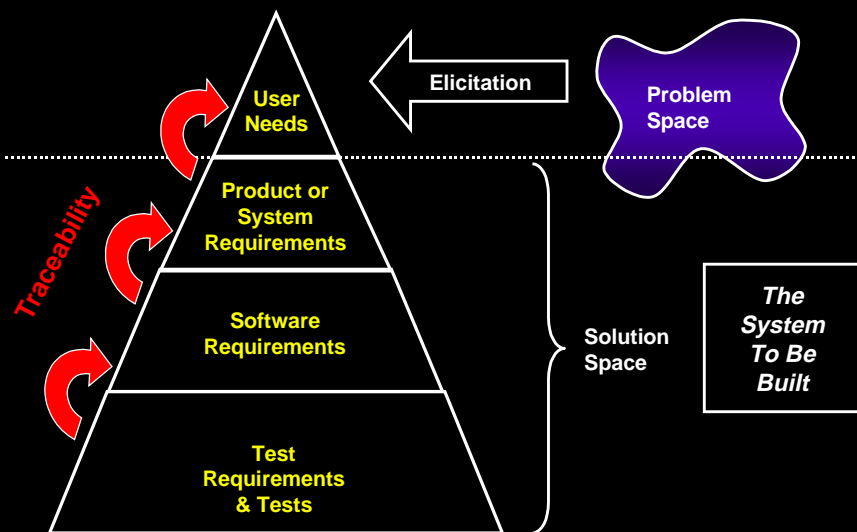 Elicitation
Problem
Space
User
Needs
Traceability
Product or
System
Requirements
Software
Requirements
Solution
Space
The
System
To Be
Built
Test
Requirements
& Tests